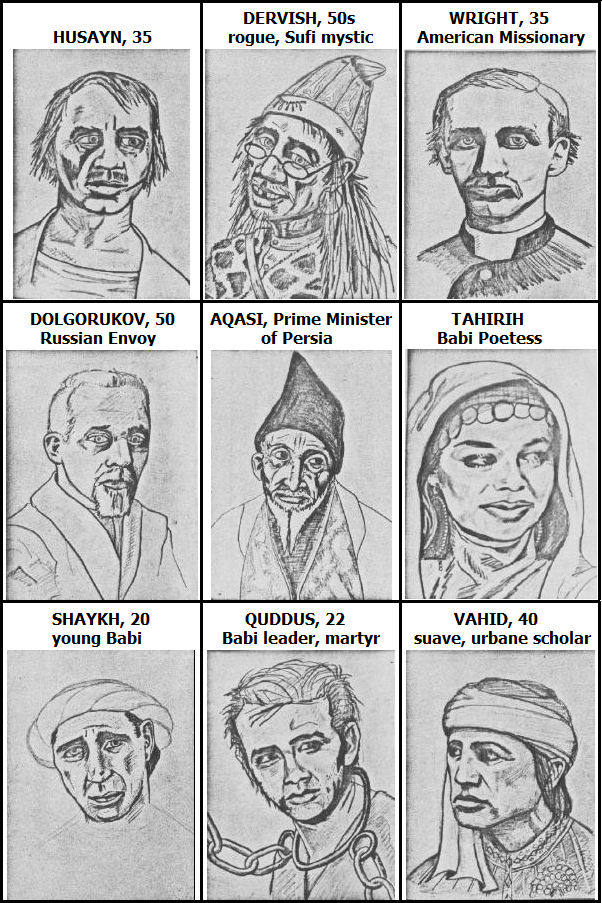 HUSAYN, 35
DERVISH, 50s
rogue, Sufi mystic
WRIGHT, 35
American Missionary
DOLGORUKOV, 50
Russian Envoy
AQASI, Prime Minister
of Persia
TAHIRIH
Babi Poetess
SHAYKH, 20
young Babi
QUDDUS, 22
Babi leader, martyr
VAHID, 40
suave, urbane scholar